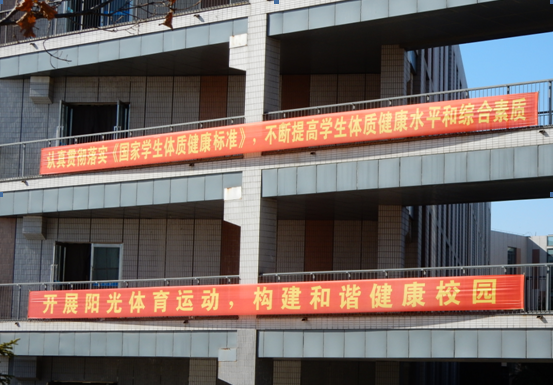 认真贯彻落实《国家学生体质健康标准》，不断提高学生体质健康水平和综合素质
开展阳光体育运动，构建和谐健康校园